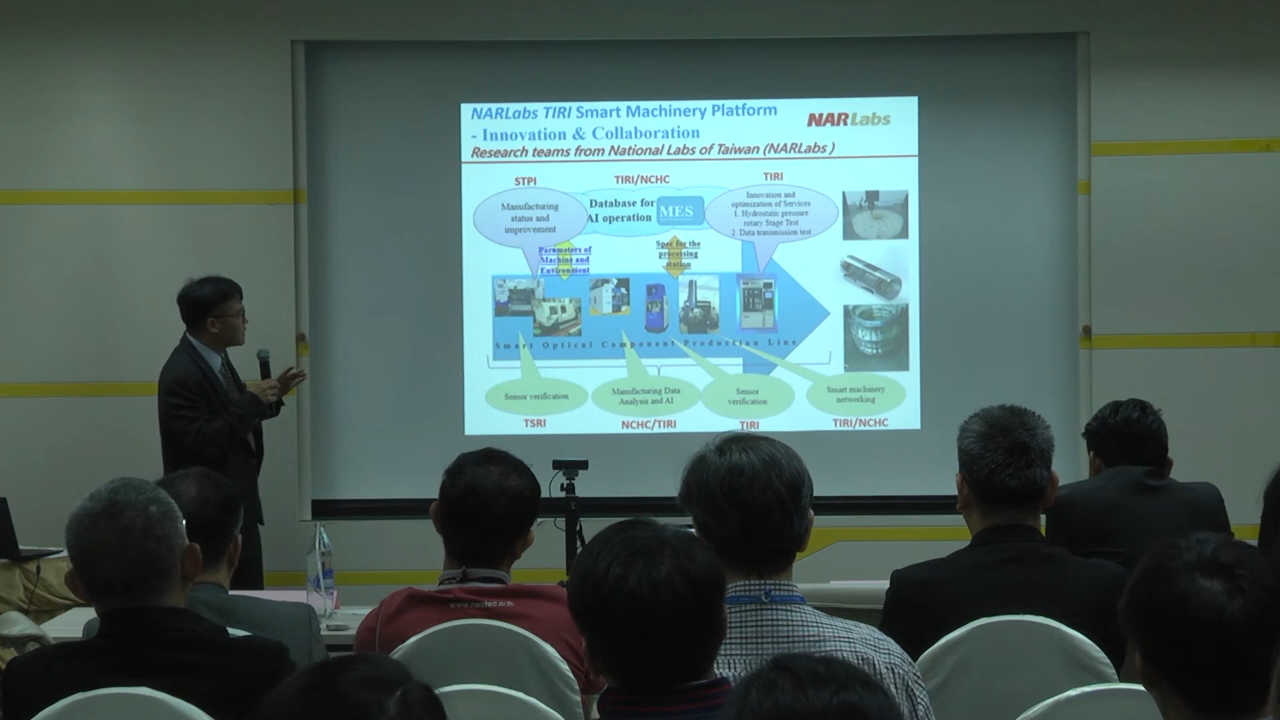 NARLabs TIRI Smart Machinery Platform
- Innovation & Collaboration
NARLabs
Research teams from National Labs of Taiwan (NARLabs )
STPI
TIRI/NCHC
TIRI
Manufacturing
status and
improvement
Database for
AI operation
MES
Innovation and
optimization of Services
1. Hydrostatic pressure
rotary Stage Test
2. Data transmission test
Parameters of
Machine and
Environment
Spec for the
processing
station
Smart Optical Component Production Line
Sensor verification
Manufacturing Data
Analysis and AI
Sensor
verification
Smart machinery
networking
TSRI
NCHC/TIRI
TIRI
TIRI/NCHC